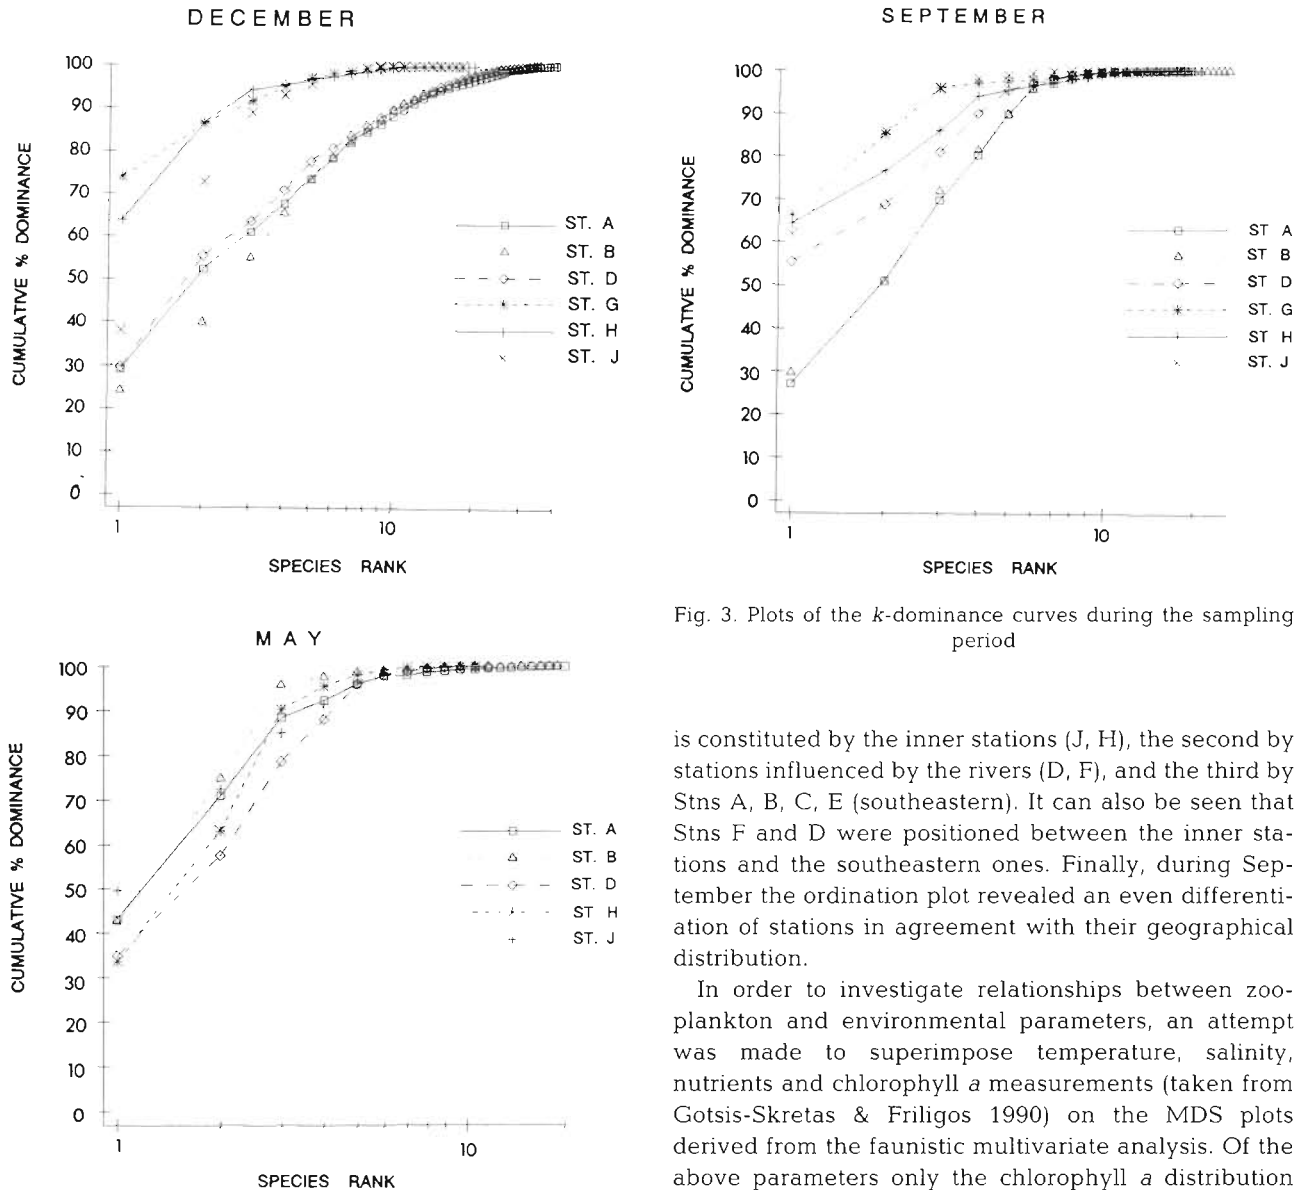 DECEMBER
100
90
80
70
60
50
40
30
20
10
0
CUMULATIVE % DOMINANCE
ST. A
ST. B
ST. D
ST. G
ST. H
ST. J
1
10
SPECIES RANK
SEPTEMBER
100
90
80
70
60
50
40
30
20
10
0
CUMULATIVE % DOMINANCE
ST A
ST B
ST D
ST. G
ST H
ST. J
1
10
SPECIES RANK
Fig. 3. Plots of the k-dominance curves during the sampling
period
MAY
100
90
80
70
60
50
40
30
20
10
0
CUMULATIVE % DOMINANCE
ST. A
ST. B
ST. D
ST H
ST. J
1
10
SPECIES RANK
is constituted by the inner stations (J, H), the second by
stations influenced by the rivers (D, F), and the third by
Stns A, B, C, E (southeastern). It can also be seen that
Stns F and D were positioned between the inner sta-
tions and the southeastern ones. Finally, during Sep-
tember the ordination plot revealed an even differenti-
ation of stations in agreement with their geographical
distribution.
In order to investigate relationships between zoo-
plankton and environmental parameters, an attempt
was made to superimpose temperature, salinity,
nutrients and chlorophyll a measurements (taken from
Gotsis-Skretas & Friligos 1990) on the MDS plots
derived from the faunistic multivariate analysis. Of the
above parameters only the chlorophyll a distribution